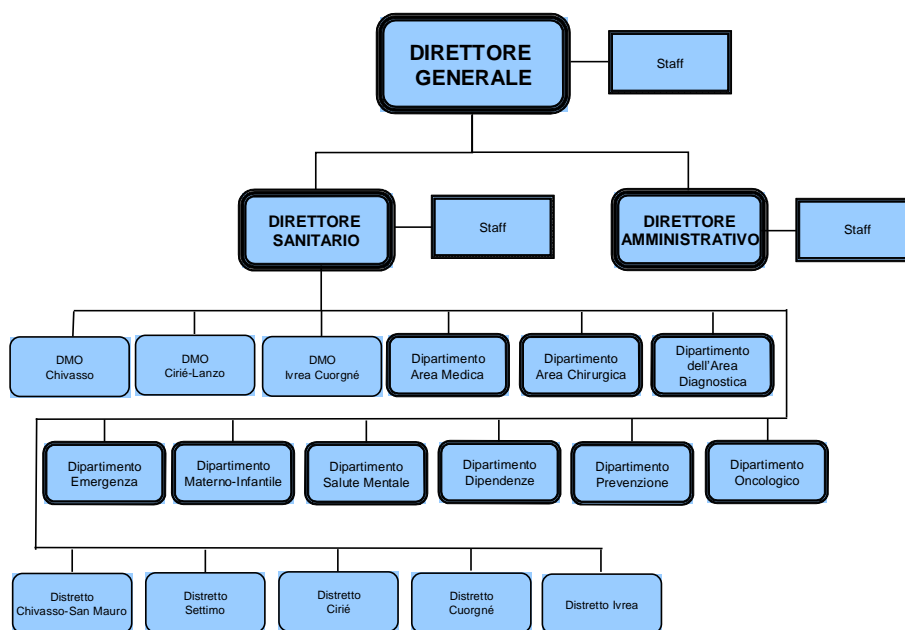 DIRETTORE
GENERALE
Staff
DIRETTORE
SANITARIO
Staff
DIRETTORE
AMMINISTRATIVO
Staff
DMO
Chivasso
DMO
Cirié-Lanzo
DMO
Ivrea Cuorgné
Dipartimento
Area Medica
Dipartimento
Area Chirurgica
Dipartimento
dell'Area
Diagnostica
Dipartimento
Emergenza
Dipartimento
Materno-Infantile
Dipartimento
Salute Mentale
Dipartimento
Dipendenze
Dipartimento
Prevenzione
Dipartimento
Oncologico
Distretto
Chivasso-San Mauro
Distretto
Settimo
Distretto
Cirié
Distretto
Cuorgné
Distretto Ivrea